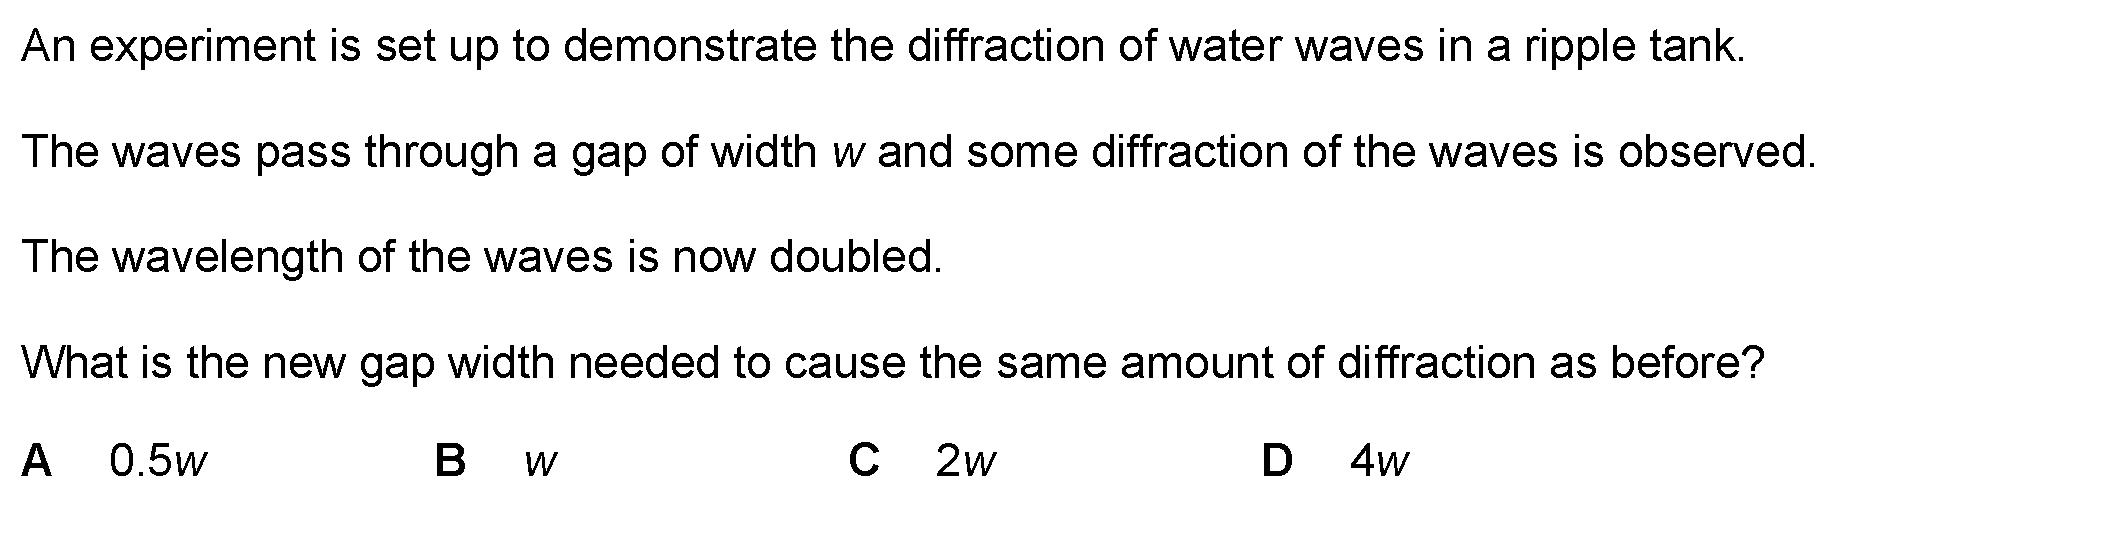 An experiment is set up to demonstrate the diffraction of water waves in a ripple tank.
The waves pass through a gap of width w and some diffraction of the waves is observed.
The wavelength of the waves is now doubled.
What is the new gap width needed to cause the same amount of diffraction as before?
A 0.5w B w C 2w D 4w